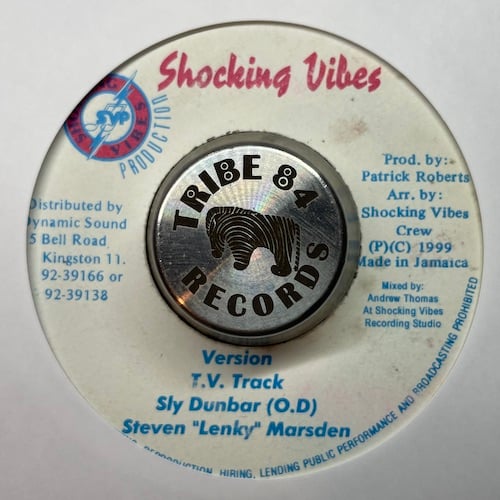 Shocking Vibes
SVP
VIBES
PRODUCTION
Distributed by
Dynamic Sound
5 Bell Road
Kingston 11.
92-39166 or
92-39138
TRIBE 84
RECORDS
Prod. by:
Patrick Roberts
Arr. by:
Shocking Vibes
Crew
(P)(C) 1999
Made in Jamaica
Mixed by:
Andrew Thomas
At Shocking Vibes
Recording Studio
Version
T.V. Track
Sly Dunbar (O.D)
Steven "Lenky" Marsden
REPRODUCTION, HIRING, LENDING PUBLIC PERFORMANCE AND BROADCASTING PROHIBITED